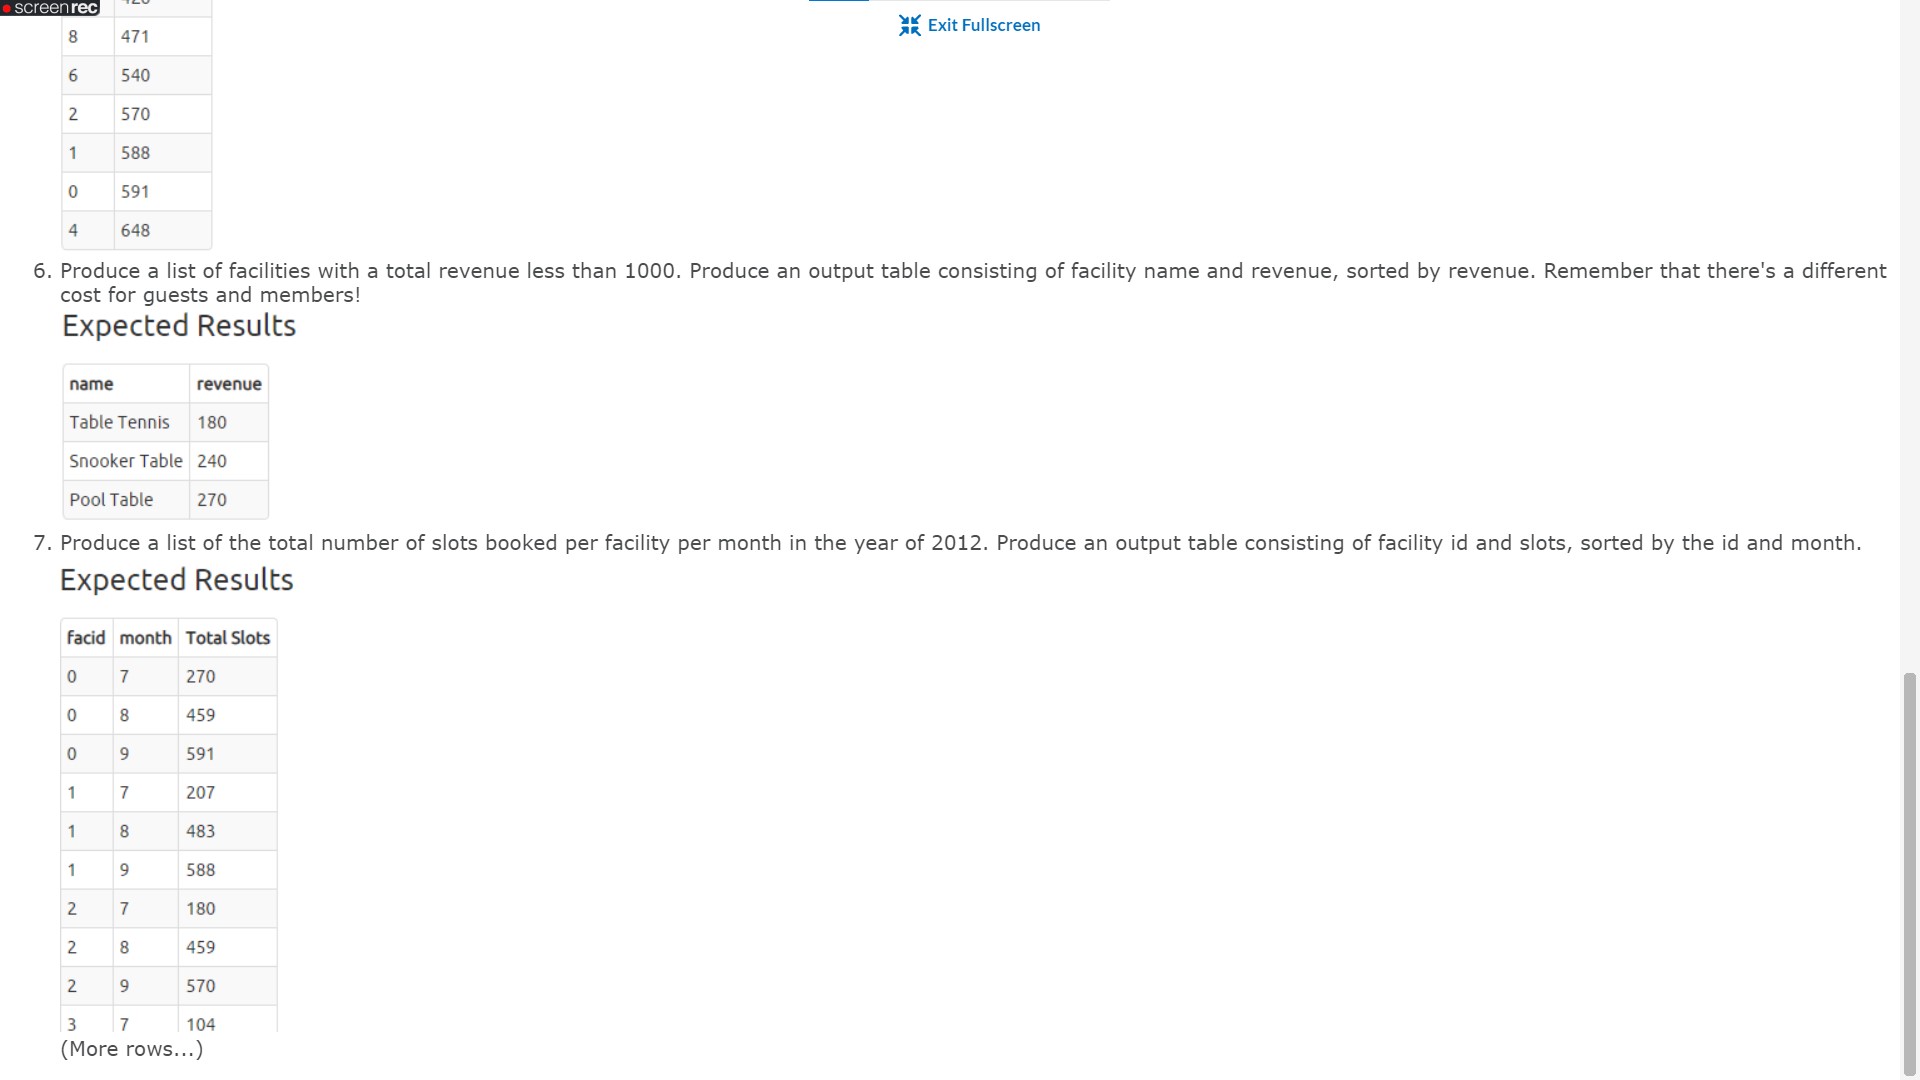 screenrec
Exit Fullscreen
8 471
6 540
2 570
1 588
0 591
4 648
6. Produce a list of facilities with a total revenue less than 1000. Produce an output table consisting of facility name and revenue, sorted by revenue. Remember that there's a different
cost for guests and members!
Expected Results
name revenue
Table Tennis 180
Snooker Table 240
Pool Table 270
7. Produce a list of the total number of slots booked per facility per month in the year of 2012. Produce an output table consisting of facility id and slots, sorted by the id and month.
Expected Results
facid month Total Slots
0 7 270
0 8 459
0 9 591
1 7 207
1 8 483
1 9 588
2 7 180
2 8 459
2 9 570
3 7 104
(More rows...)